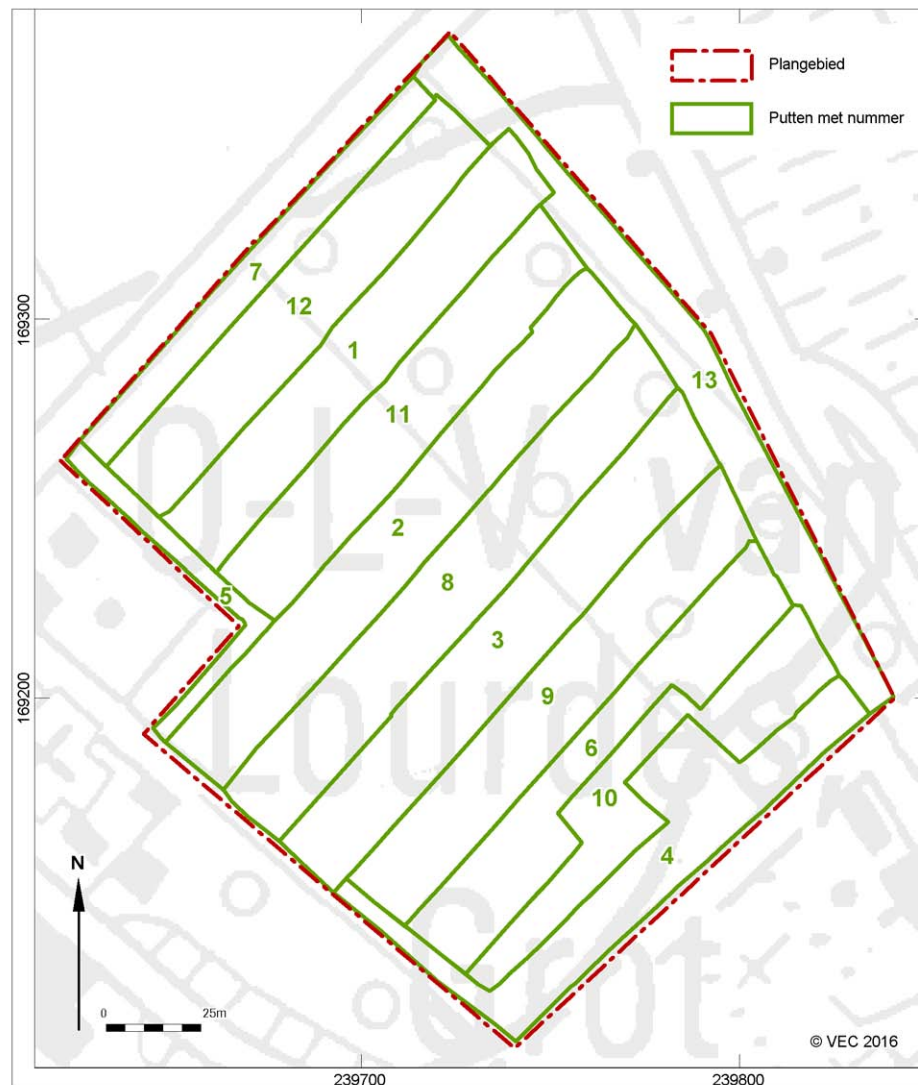 Plangebied
Putten met nummer
7
12
1
13
11
2
8
5
3
9
6
10
4
O-L-V van
Lourdes
Grot
169300
169200
N
0 25m
© VEC 2016
239700 239800